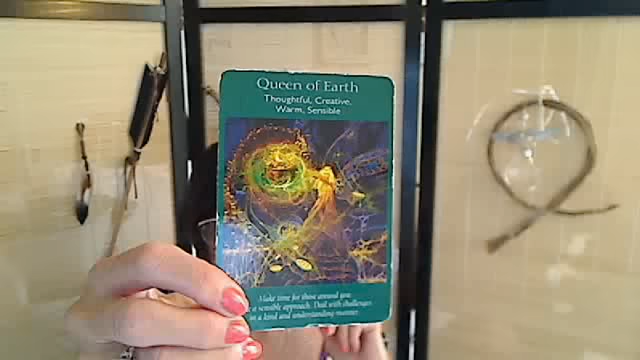 Queen of Earth
Thoughtful, Creative,
Warm, Sensible
Make time for those around you
a sensible approach. Deal with challenges
in a kind and understanding manner.